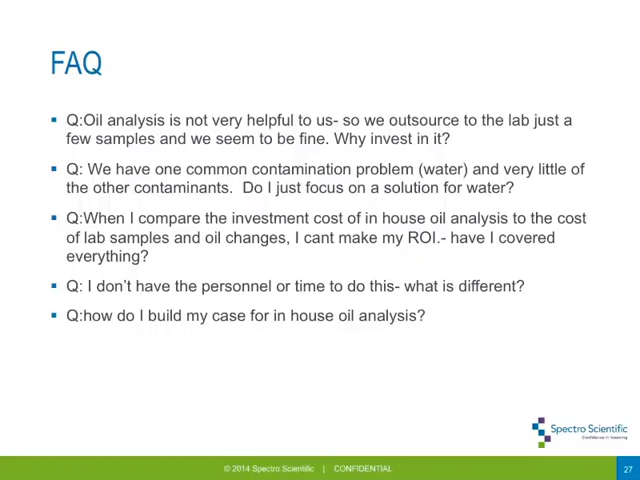 FAQ
▪ Q:Oil analysis is not very helpful to us- so we outsource to the lab just a
few samples and we seem to be fine. Why invest in it?
▪ Q: We have one common contamination problem (water) and very little of
the other contaminants.  Do I just focus on a solution for water?
▪ Q:When I compare the investment cost of in house oil analysis to the cost
of lab samples and oil changes, I cant make my ROI.- have I covered
everything?
▪ Q: I don’t have the personnel or time to do this- what is different?
▪ Q:how do I build my case for in house oil analysis?
Spectro Scientific
Confidence in Knowing
© 2014 Spectro Scientific | CONFIDENTIAL
27